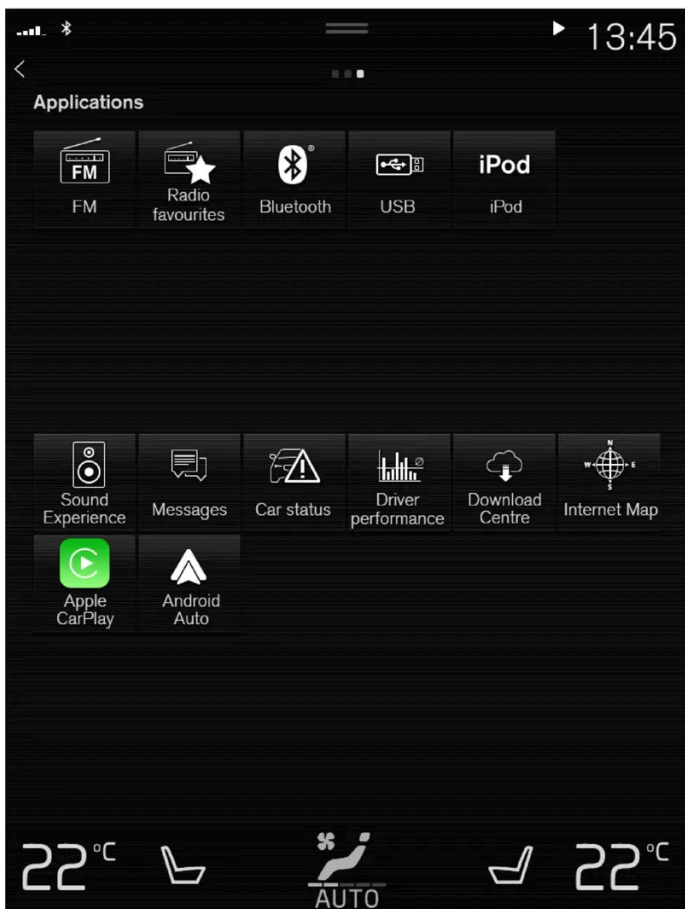 13:45
Applications
FM
FM
Radio
favourites
Bluetooth
USB
iPod
iPod
Sound
Experience
Messages
Car status
Driver
performance
Download
Centre
N
W E
S
Internet Map
Apple
CarPlay
Android
Auto
22°C
22°C
AUTO